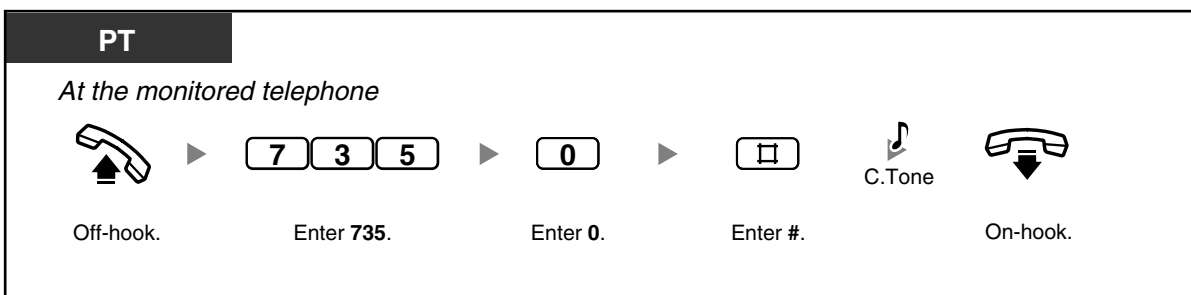 PT
At the monitored telephone
7 3 5 0 #
C.Tone
Off-hook. Enter 735. Enter 0. Enter #. On-hook.